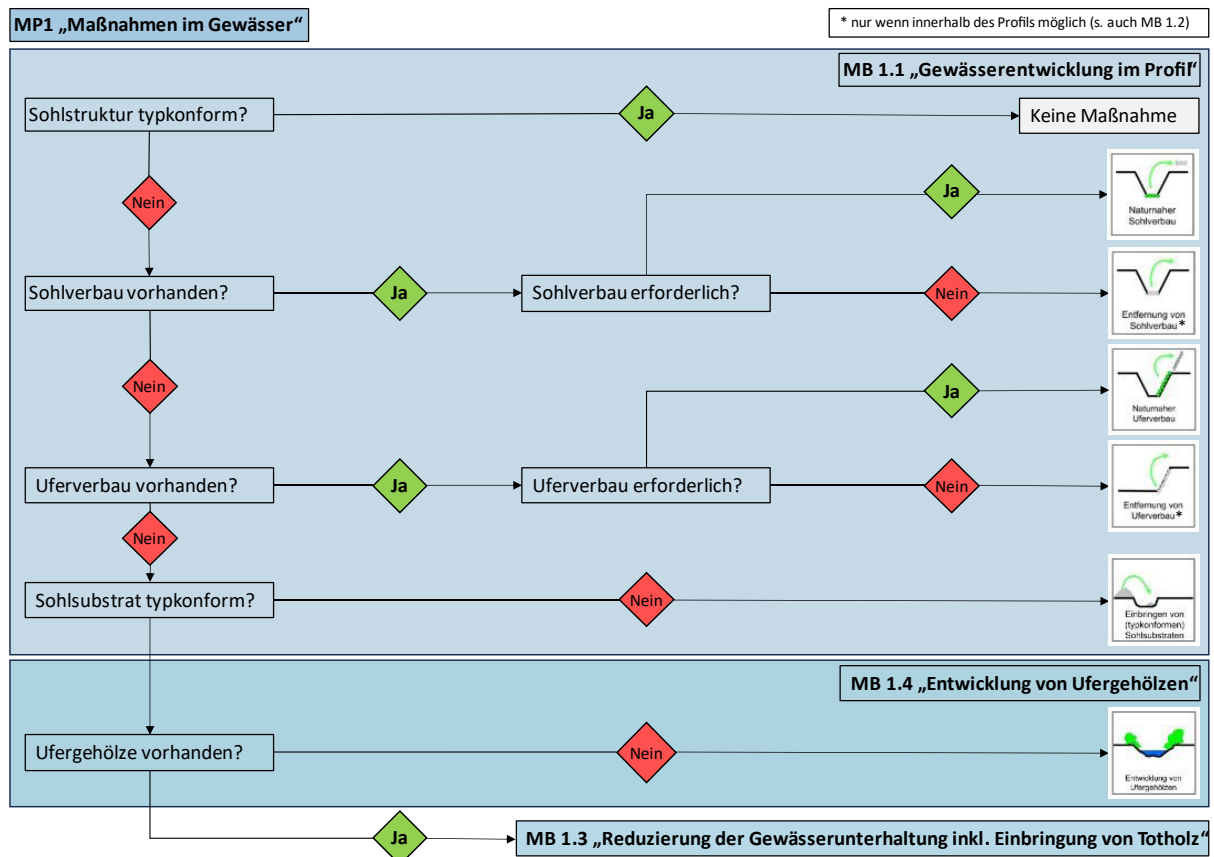 MP1 „Maßnahmen im Gewässer“
* nur wenn innerhalb des Profils möglich (s. auch MB 1.2)
MB 1.1 „Gewässerentwicklung im Profil“
Sohlstruktur typkonform?
Ja
Keine Maßnahme
Nein
Ja
Naturnaher
Sohlverbau
Sohlverbau vorhanden?
Ja
Sohlverbau erforderlich?
Nein
Entfernung von
Sohlverbau*
Nein
Ja
Naturnaher
Uferverbau
Uferverbau vorhanden?
Ja
Uferverbau erforderlich?
Nein
Entfernung von
Uferverbau*
Nein
Sohlsubstrat typkonform?
Nein
Einbringen von
(typkonformen)
Sohlsubstraten
MB 1.4 „Entwicklung von Ufergehölzen“
Ufergehölze vorhanden?
Nein
Entwicklung von
Ufergehölzen
Ja
MB 1.3 „Reduzierung der Gewässerunterhaltung inkl. Einbringung von Totholz“